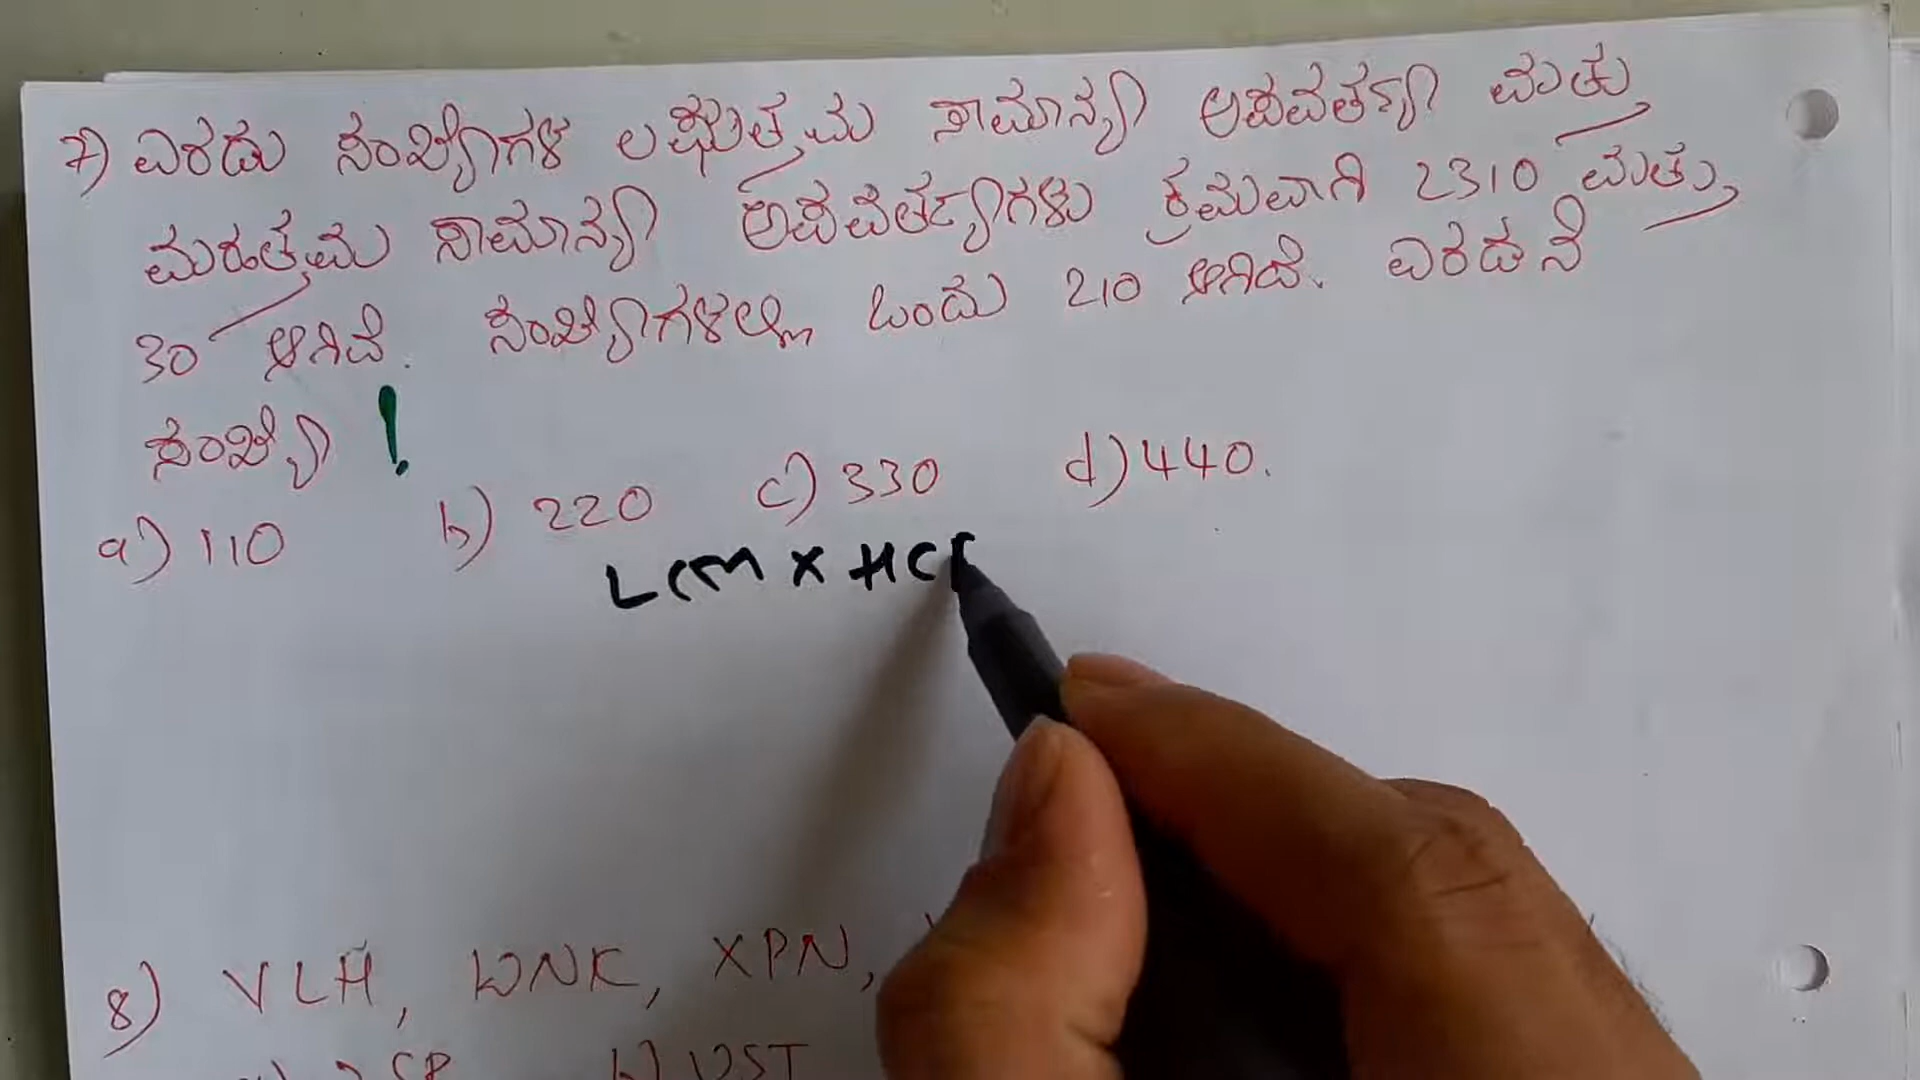 7) ಎರಡು ಸಂಖ್ಯೆಗಳ ಲಘುತ್ತಮ ಸಾಮಾನ್ಯ ಅಪವರ್ತ್ಯ ಮತ್ತು
ಮಹತ್ತಮ ಸಾಮಾನ್ಯ ಅಪವರ್ತ್ಯಗಳು ಕ್ರಮವಾಗಿ 2310 ಮತ್ತು
30 ಆಗಿವೆ. ಸಂಖ್ಯೆಗಳಲ್ಲಿ ಒಂದು 210 ಆಗಿದೆ. ಎರಡನೆ
ಸಂಖ್ಯೆ !
a) 110 b) 220 c) 330 d) 440.
LCM X HCF
8) VLH, WNK, XPN,
b) VST